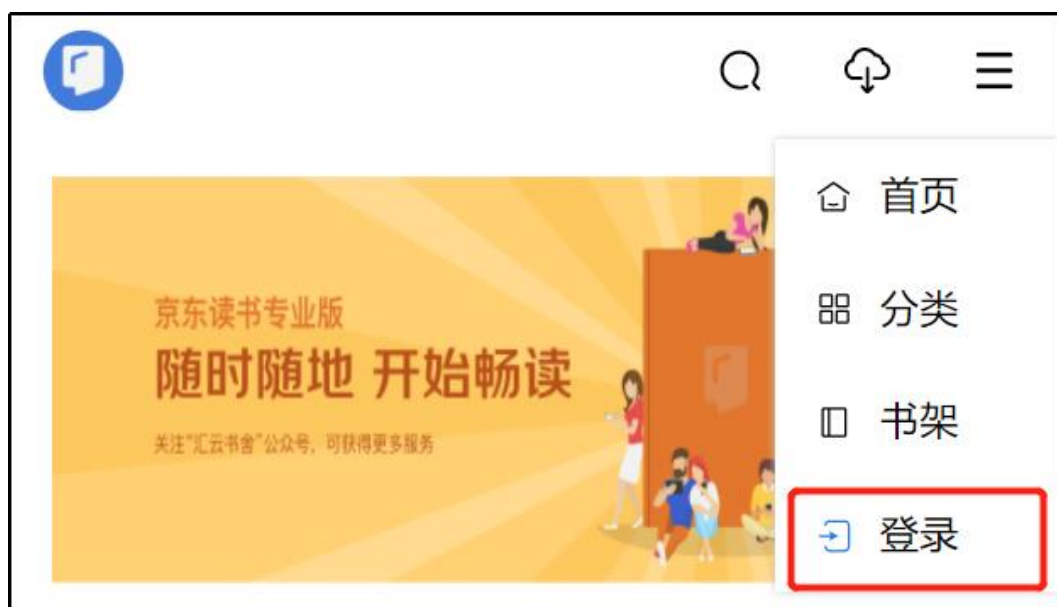 首页
分类
京东读书专业版
随时随地 开始畅读
书架
关注"汇云书舍"公众号，可获得更多服务
登录